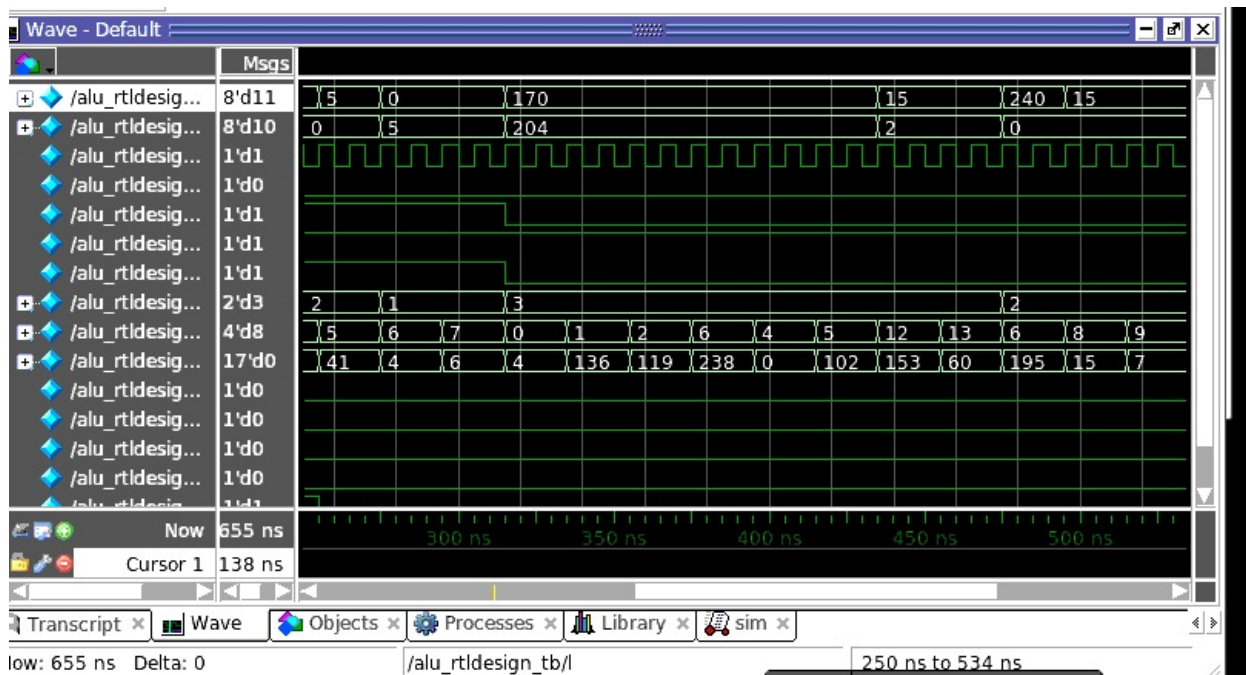 Wave - Default
Msgs
/alu_rtldesig... 8'd11 5 0 170 15 240 15
/alu_rtldesig... 8'd10 0 5 204 2 0
/alu_rtldesig... 1'd1
/alu_rtldesig... 1'd0
/alu_rtldesig... 1'd1
/alu_rtldesig... 1'd1
/alu_rtldesig... 1'd1
/alu_rtldesig... 2'd3 2 1 3 2
/alu_rtldesig... 4'd8 5 6 7 0 1 2 6 4 5 12 13 6 8 9
/alu_rtldesig... 17'd0 41 4 6 4 136 119 238 0 102 153 60 195 15 7
/alu_rtldesig... 1'd0
/alu_rtldesig... 1'd0
/alu_rtldesig... 1'd0
/alu_rtldesig... 1'd0
Now 655 ns 300 ns 350 ns 400 ns 450 ns 500 ns
Cursor 1 138 ns
Transcript Wave Objects Processes Library sim
low: 655 ns Delta: 0 /alu_rtldesign_tb/l 250 ns to 534 ns